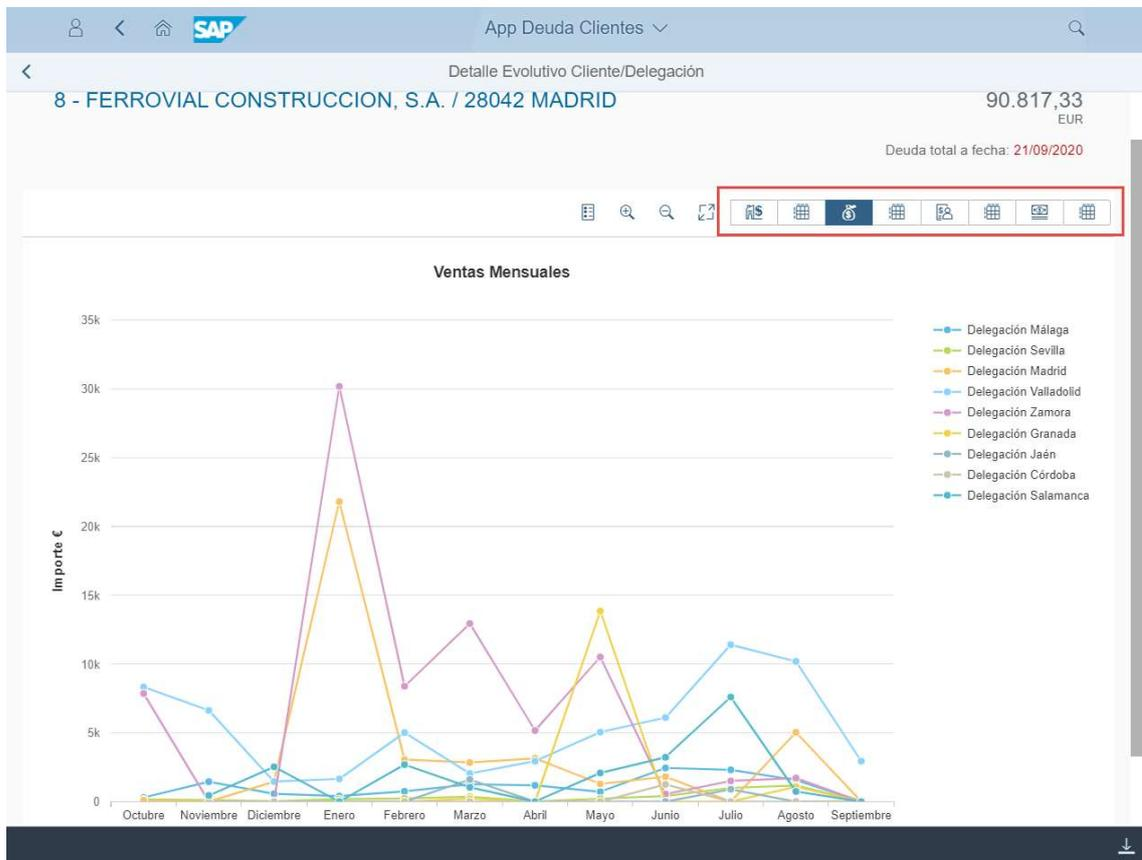 SAP
App Deuda Clientes
Detalle Evolutivo Cliente/Delegación
8 - FERROVIAL CONSTRUCCION, S.A. / 28042 MADRID
90.817,33
EUR
Deuda total a fecha: 21/09/2020
Ventas Mensuales
Importe €
35k
30k
25k
20k
15k
10k
5k
0
Octubre Noviembre Diciembre Enero Febrero Marzo Abril Mayo Junio Julio Agosto Septiembre
Delegación Málaga
Delegación Sevilla
Delegación Madrid
Delegación Valladolid
Delegación Zamora
Delegación Granada
Delegación Jaén
Delegación Córdoba
Delegación Salamanca